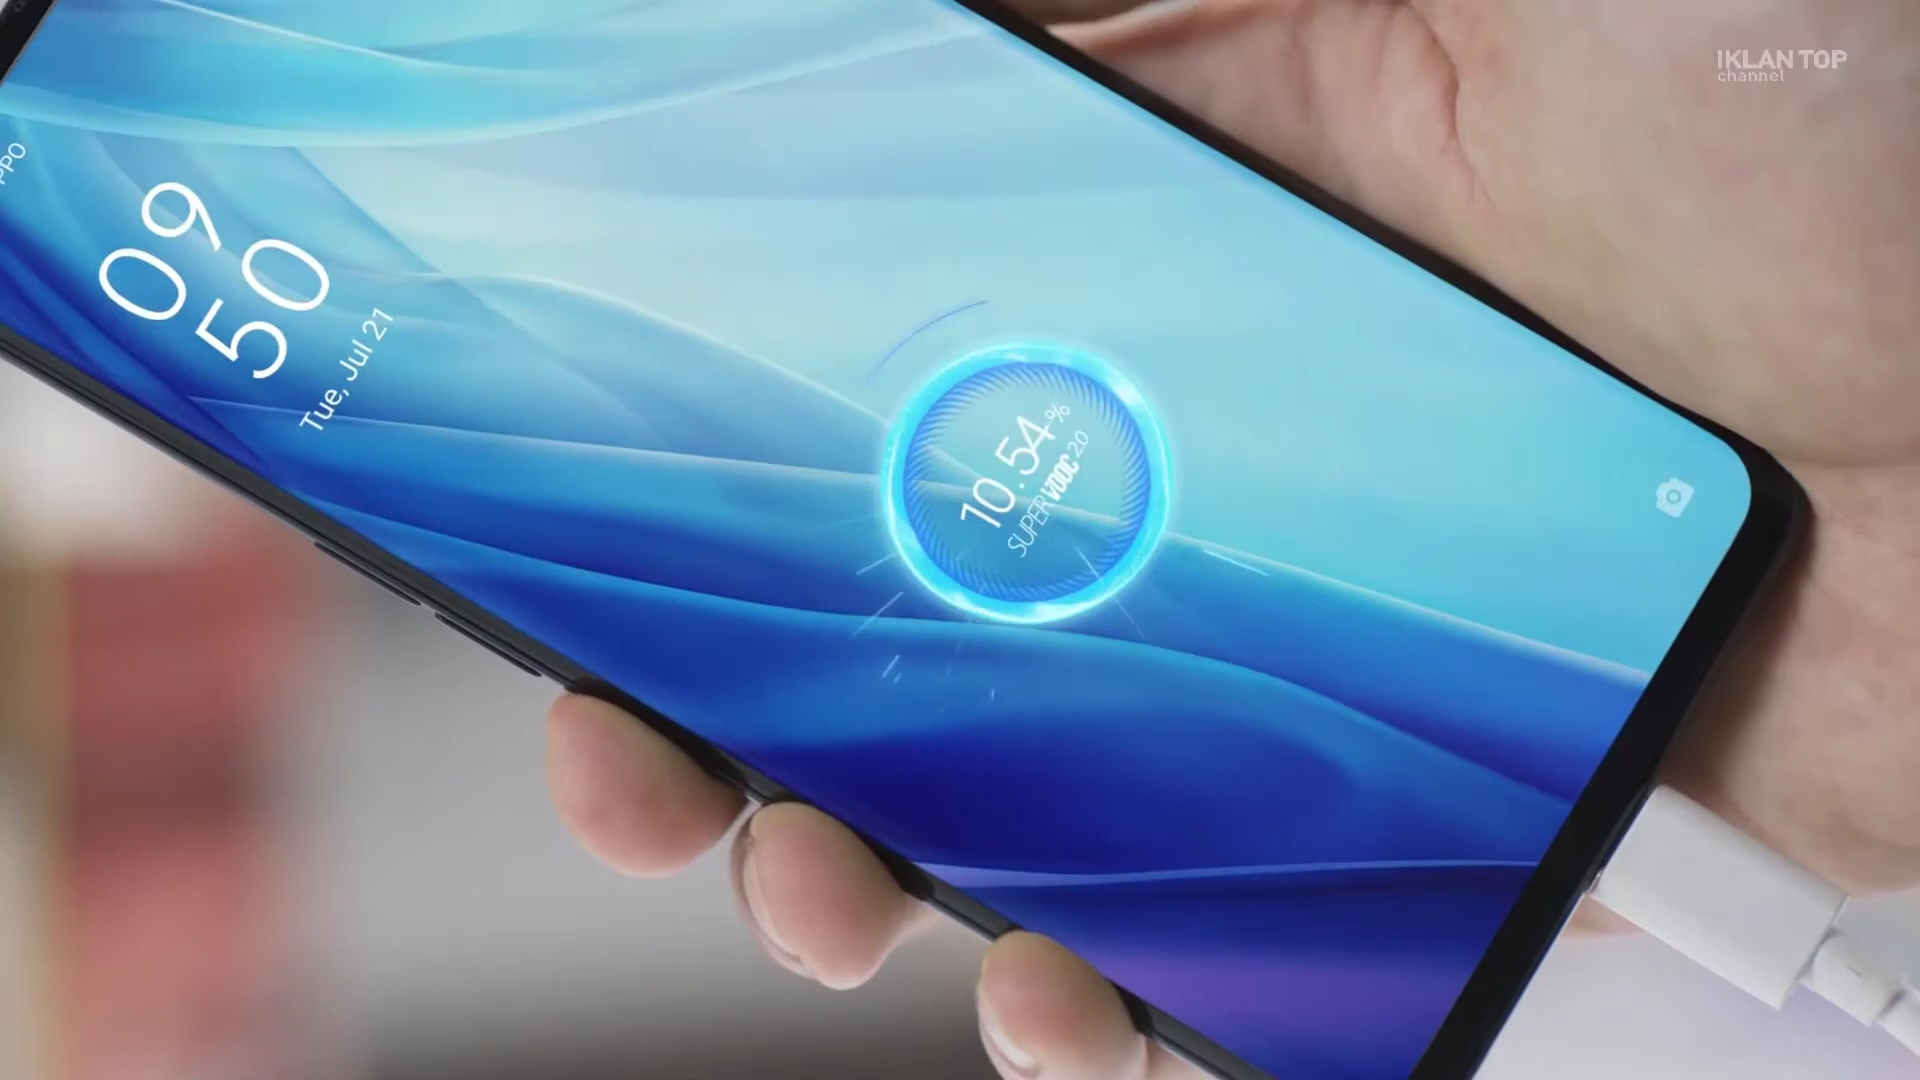 IKLAN TOP
channel
PPO
09
50
Tue, Jul 21
10.54%
SUPERVOOC 2.0